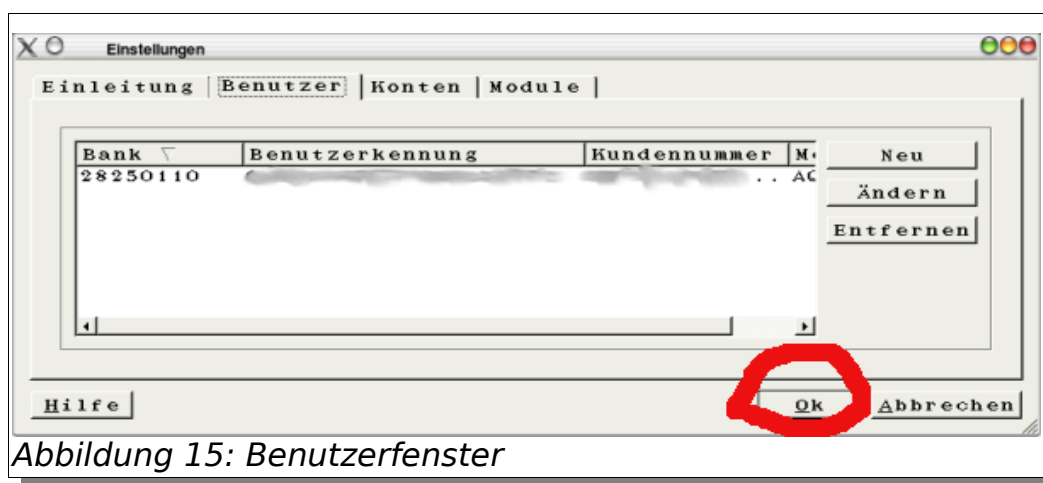 Einstellungen
Einleitung Benutzer Konten Module
Bank Benutzerkennung Kundennummer
28250110 ..
Neu
Ändern
Entfernen
Hilfe Ok Abbrechen
Abbildung 15: Benutzerfenster